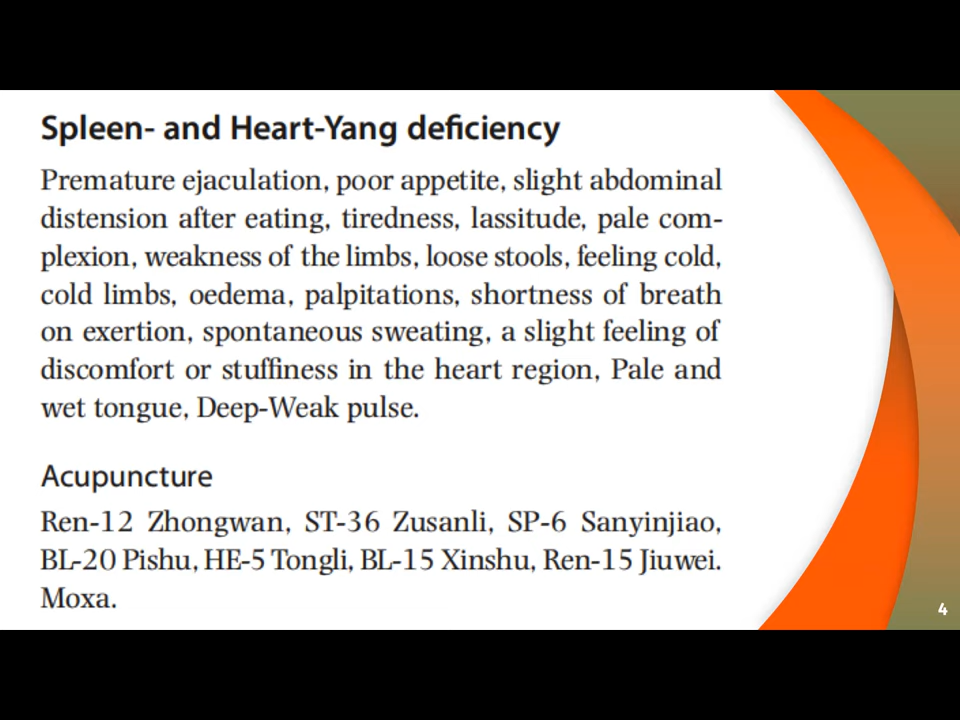 Spleen- and Heart-Yang deficiency
Premature ejaculation, poor appetite, slight abdominal
distension after eating, tiredness, lassitude, pale com-
plexion, weakness of the limbs, loose stools, feeling cold,
cold limbs, oedema, palpitations, shortness of breath
on exertion, spontaneous sweating, a slight feeling of
discomfort or stuffiness in the heart region, Pale and
wet tongue, Deep-Weak pulse.
Acupuncture
Ren-12 Zhongwan, ST-36 Zusanli, SP-6 Sanyinjiao,
BL-20 Pishu, HE-5 Tongli, BL-15 Xinshu, Ren-15 Jiuwei.
Moxa.
4